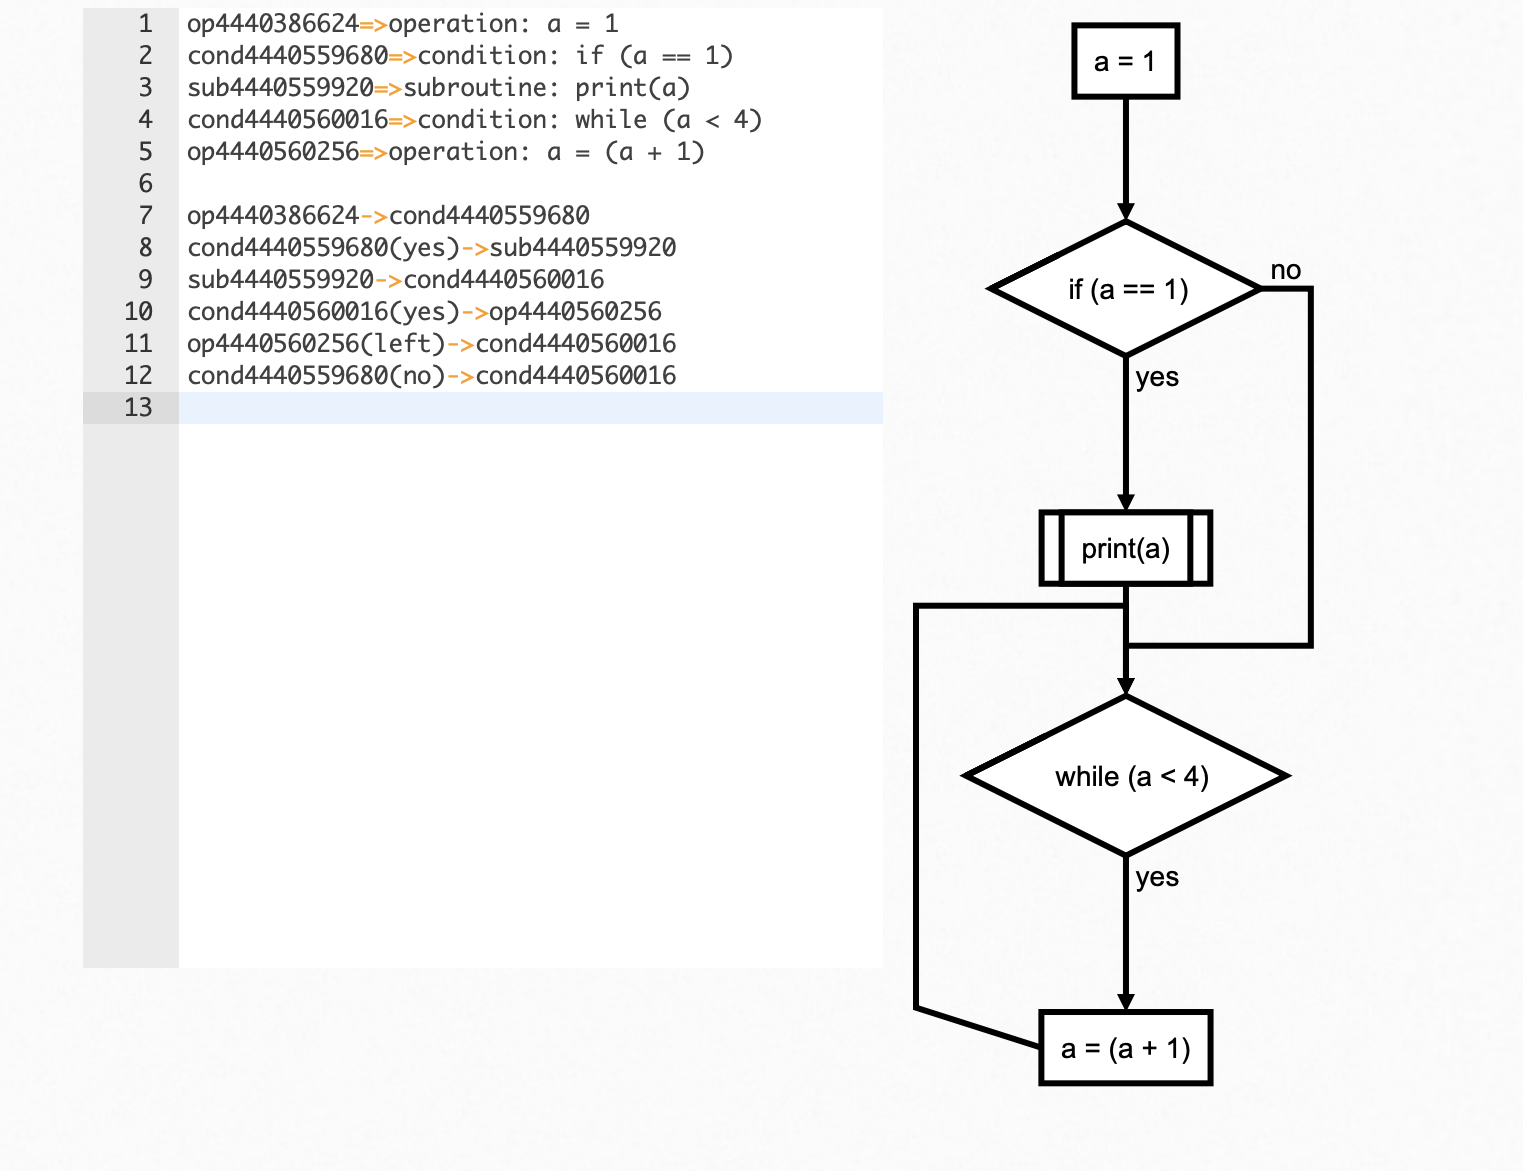 1 op4440386624=>operation: a = 1
2 cond4440559680=>condition: if (a == 1)
3 sub4440559920=>subroutine: print(a)
4 cond4440560016=>condition: while (a < 4)
5 op4440560256=>operation: a = (a + 1)
6
7 op4440386624->cond4440559680
8 cond4440559680(yes)->sub4440559920
9 sub4440559920->cond4440560016
10 cond4440560016(yes)->op4440560256
11 op4440560256(left)->cond4440560016
12 cond4440559680(no)->cond4440560016
13
a = 1
no
if (a == 1)
yes
print(a)
while (a < 4)
yes
a = (a + 1)